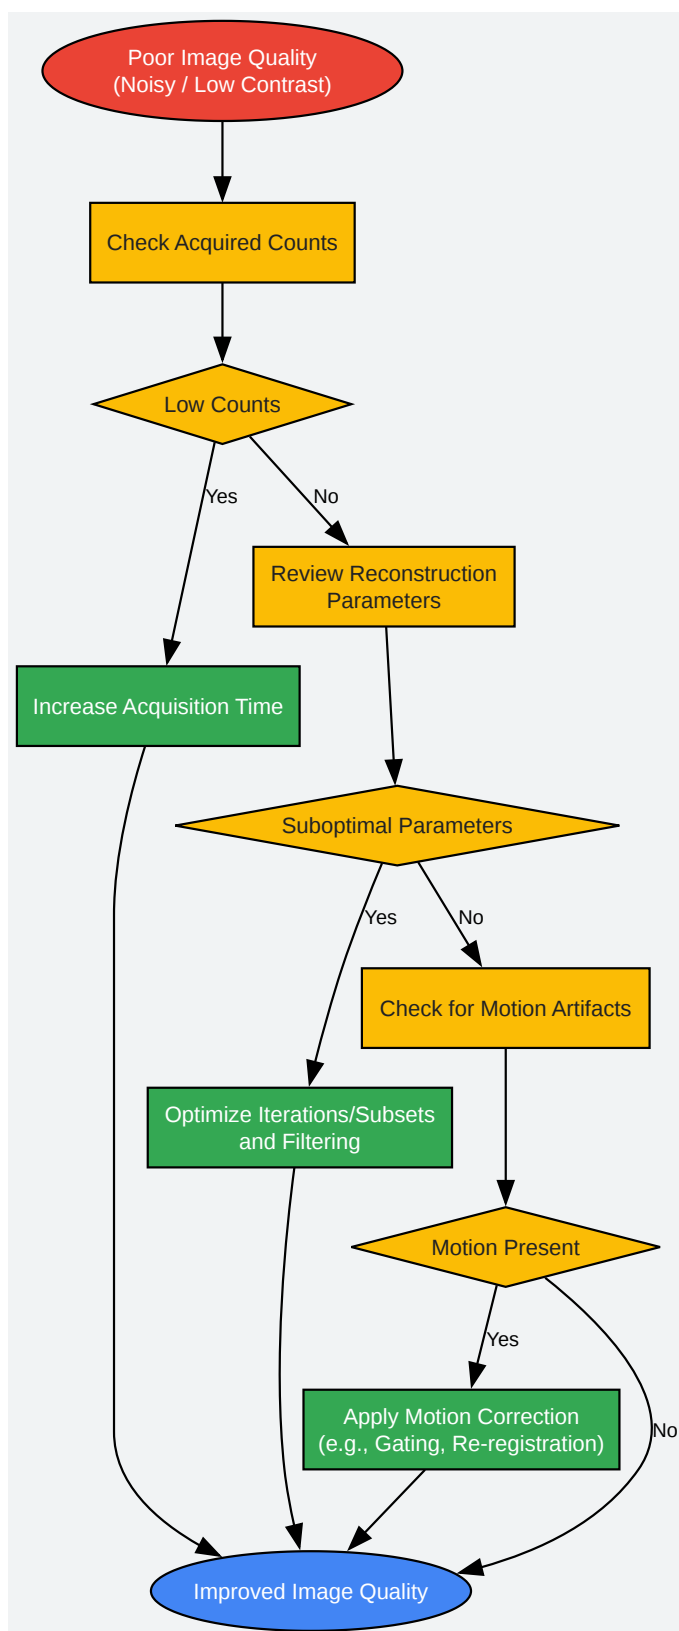 Poor Image Quality
(Noisy / Low Contrast)
Check Acquired Counts
Low Counts
Yes
No
Review Reconstruction
Parameters
Increase Acquisition Time
Suboptimal Parameters
Yes
No
Check for Motion Artifacts
Optimize Iterations/Subsets
and Filtering
Motion Present
Yes
Apply Motion Correction
(e.g., Gating, Re-registration)
No
Improved Image Quality